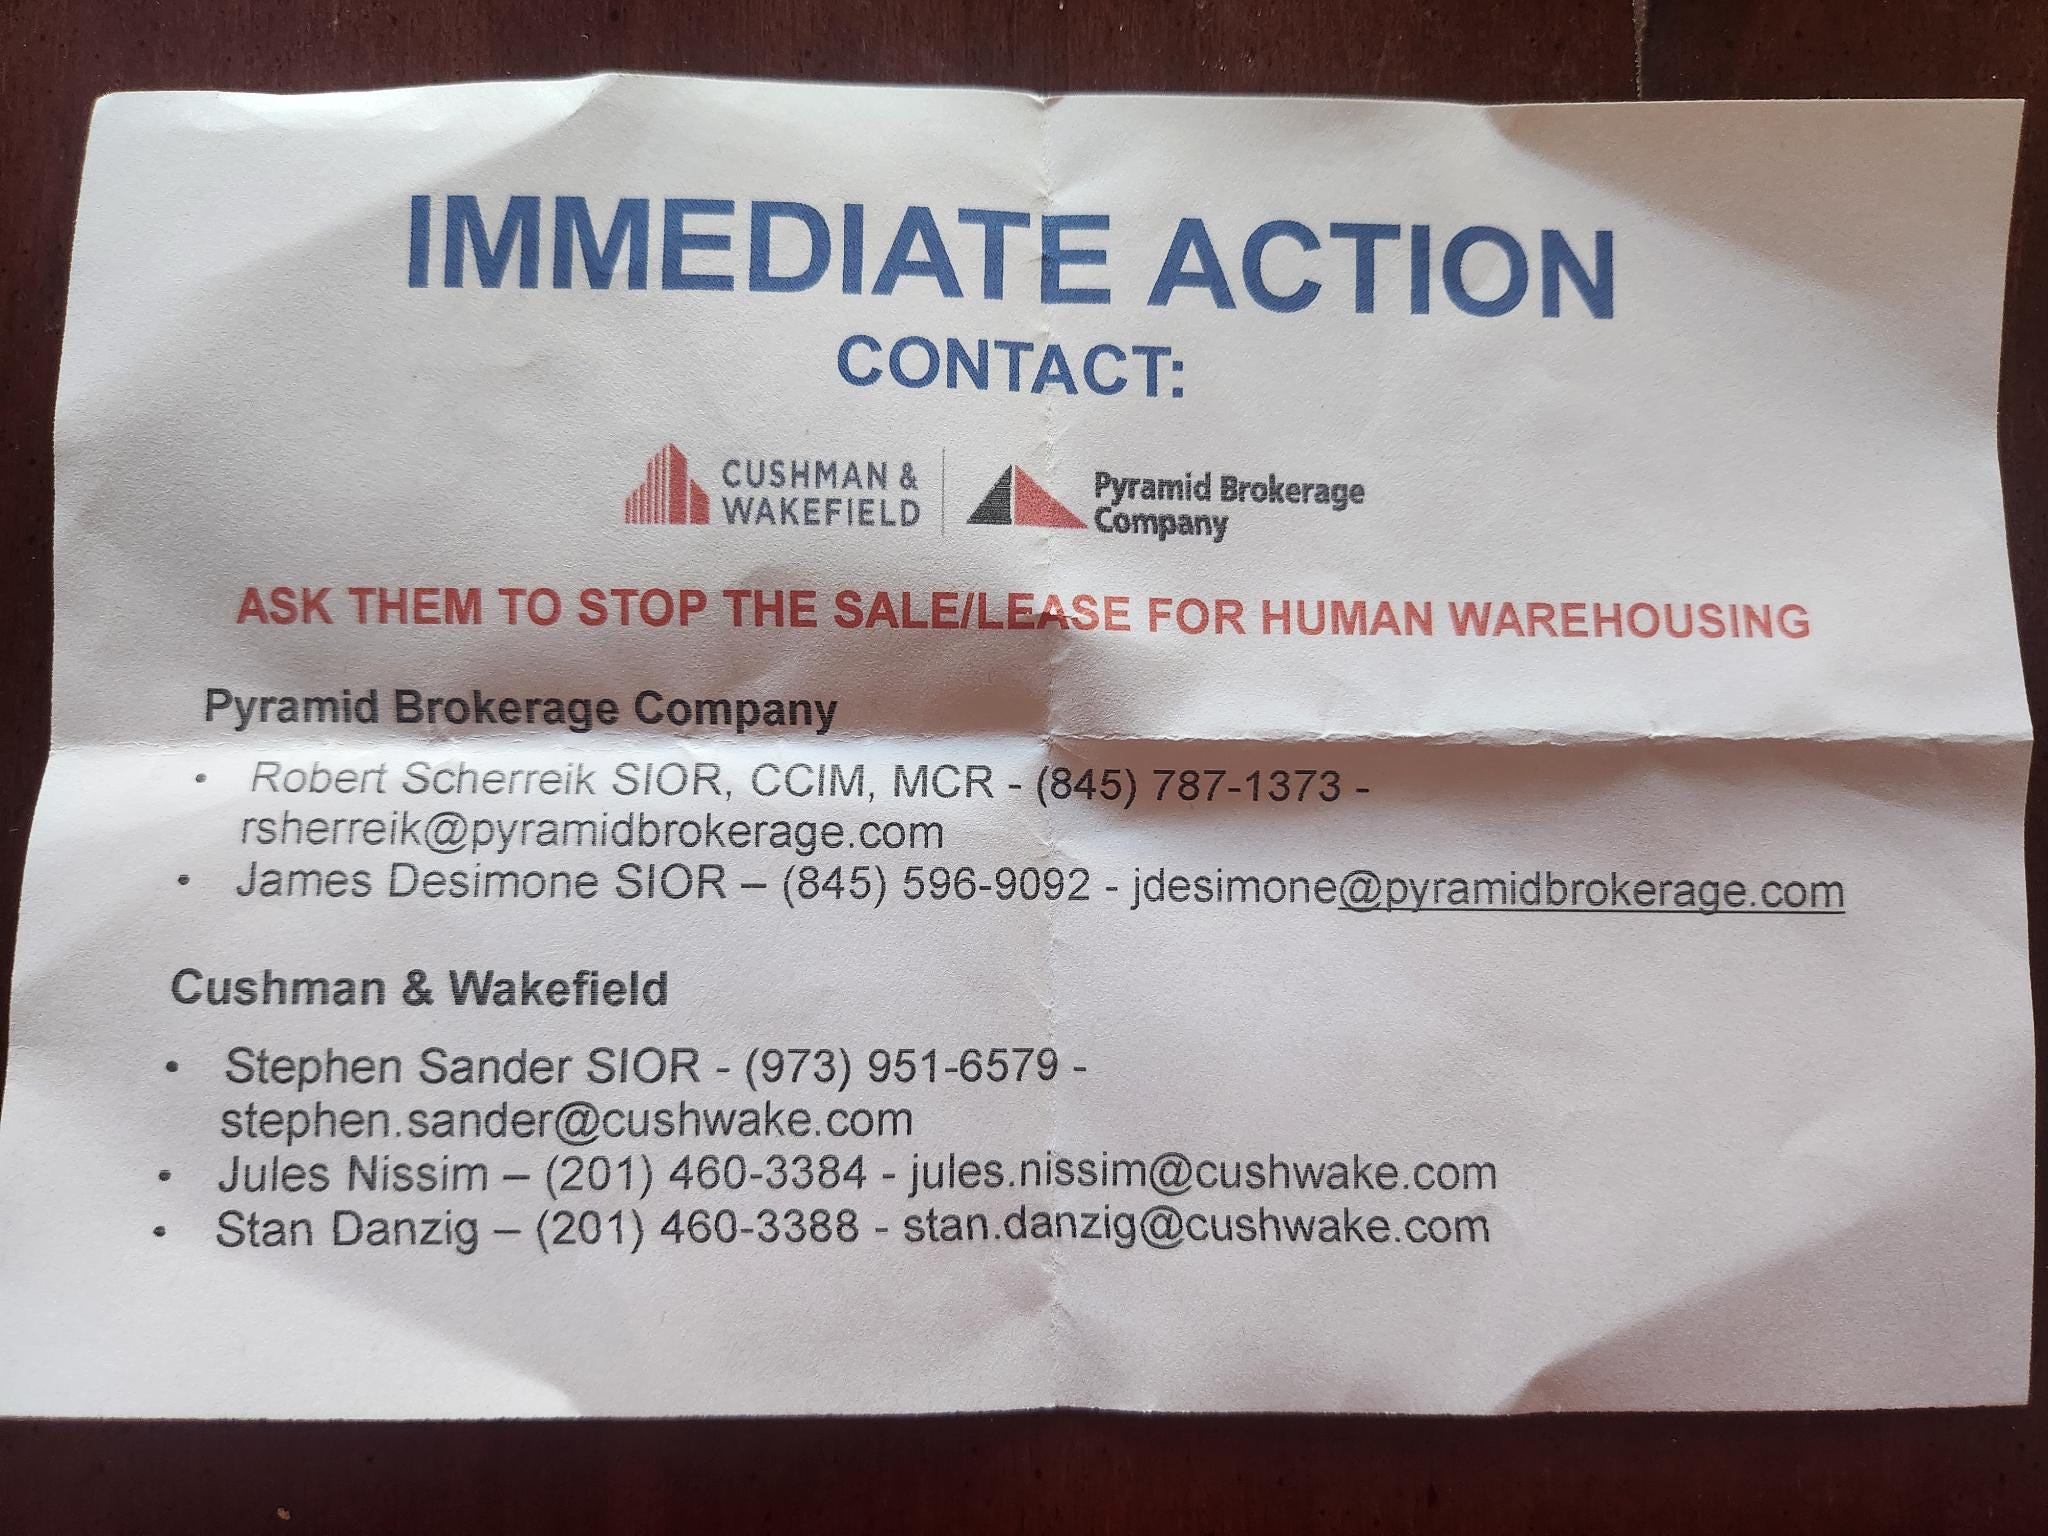 IMMEDIATE ACTION
CONTACT:
CUSHMAN &
WAKEFIELD
Pyramid Brokerage
Company
ASK THEM TO STOP THE SALE/LEASE FOR HUMAN WAREHOUSING
Pyramid Brokerage Company
• Robert Scherreik SIOR, CCIM, MCR - (845) 787-1373 -
rsherreik@pyramidbrokerage.com
• James Desimone SIOR – (845) 596-9092 - jdesimone@pyramidbrokerage.com
Cushman & Wakefield
• Stephen Sander SIOR - (973) 951-6579 -
stephen.sander@cushwake.com
• Jules Nissim – (201) 460-3384 - jules.nissim@cushwake.com
• Stan Danzig – (201) 460-3388 - stan.danzig@cushwake.com